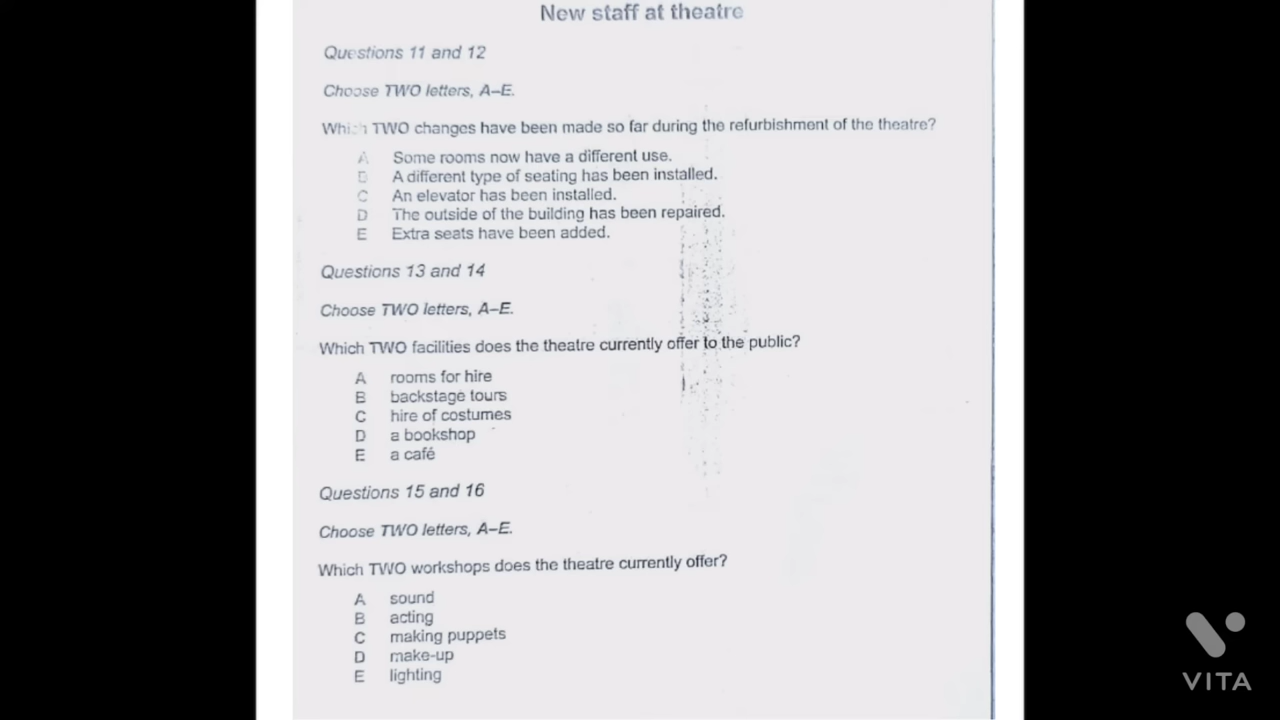 New staff at theatre
Questions 11 and 12
Choose TWO letters, A–E.
Which TWO changes have been made so far during the refurbishment of the theatre?
A Some rooms now have a different use.
B A different type of seating has been installed.
C An elevator has been installed.
D The outside of the building has been repaired.
E Extra seats have been added.
Questions 13 and 14
Choose TWO letters, A–E.
Which TWO facilities does the theatre currently offer to the public?
A rooms for hire
B backstage tours
C hire of costumes
D a bookshop
E a café
Questions 15 and 16
Choose TWO letters, A–E.
Which TWO workshops does the theatre currently offer?
A sound
B acting
C making puppets
D make-up
E lighting
VITA